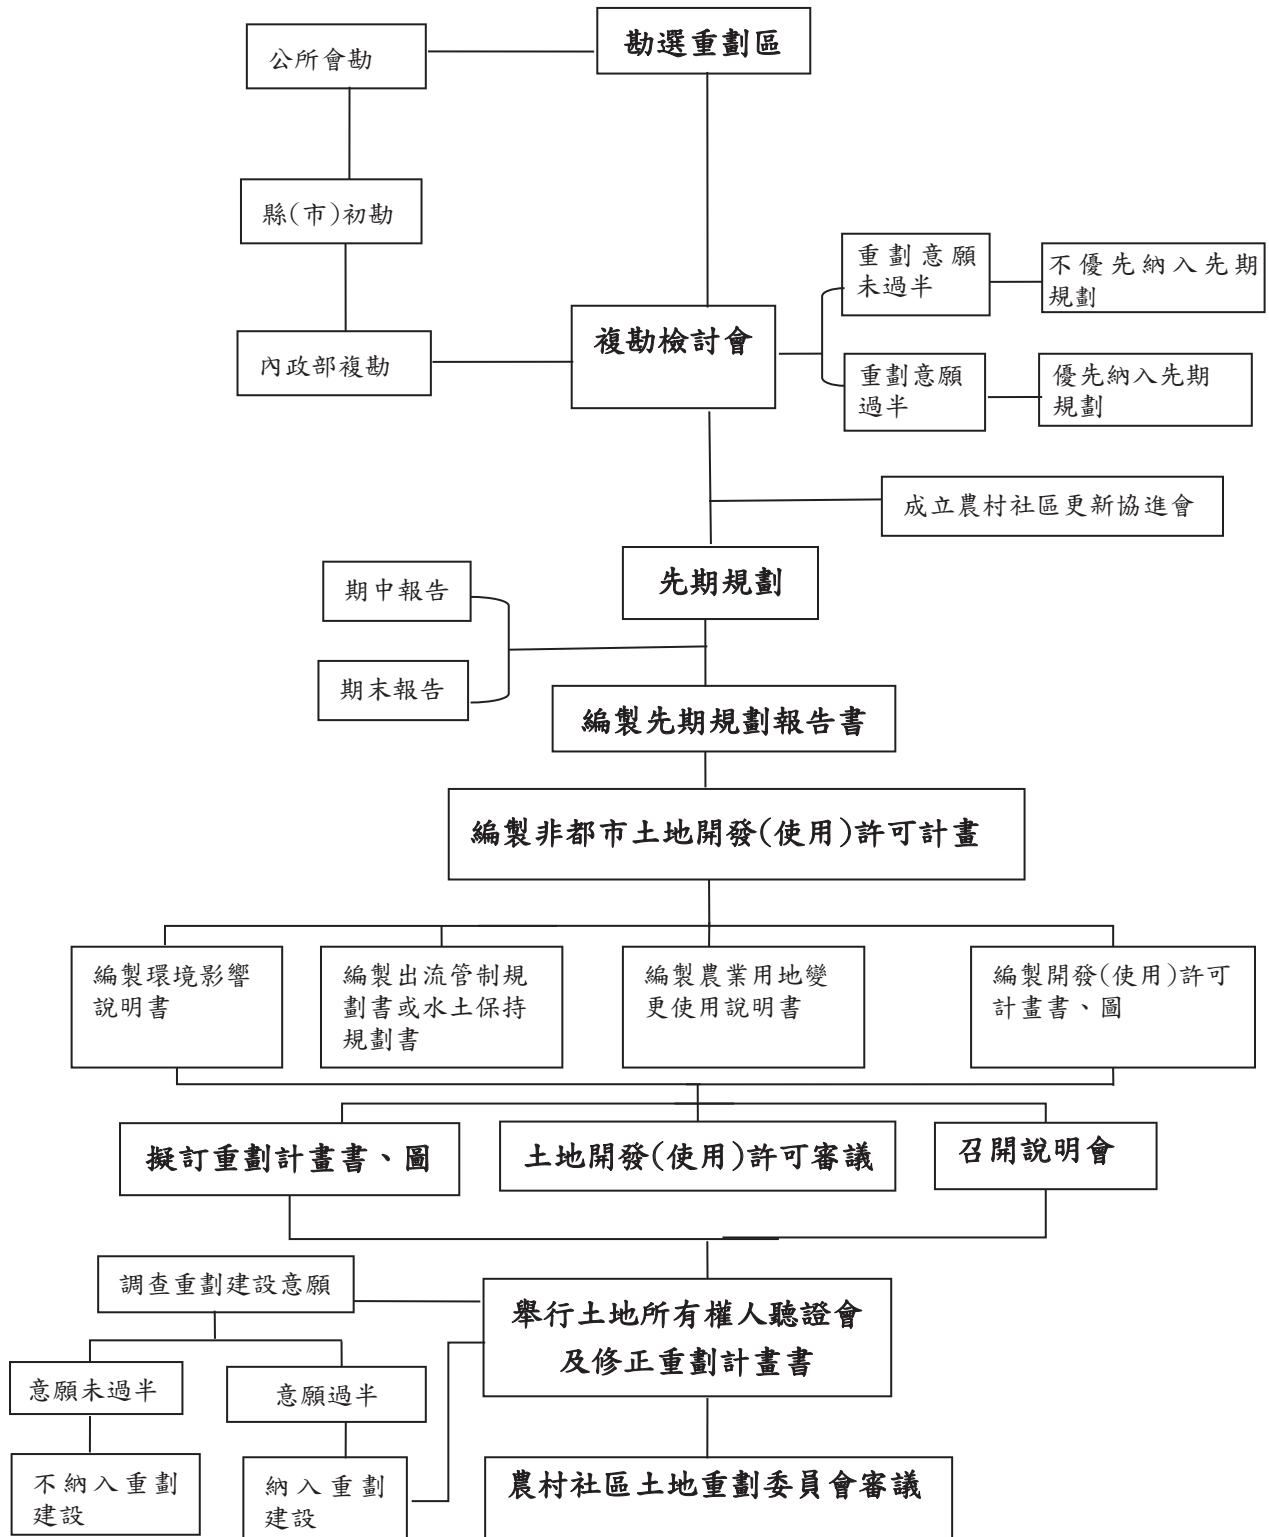 勘選重劃區
公所會勘
縣(市)初勘
內政部複勘
複勘檢討會
重劃意願
未過半
不優先納入先期
規劃
重劃意願
過半
優先納入先期
規劃
成立農村社區更新協進會
先期規劃
期中報告
期末報告
編製先期規劃報告書
編製非都市土地開發(使用)許可計畫
編製環境影響
說明書
編製出流管制規
劃書或水土保持
規劃書
編製農業用地變
更使用說明書
編製開發(使用)許可
計畫書、圖
擬訂重劃計畫書、圖
土地開發(使用)許可審議
召開說明會
調查重劃建設意願
舉行土地所有權人聽證會
及修正重劃計畫書
意願未過半
意願過半
不納入重劃
建設
納入重劃
建設
農村社區土地重劃委員會審議